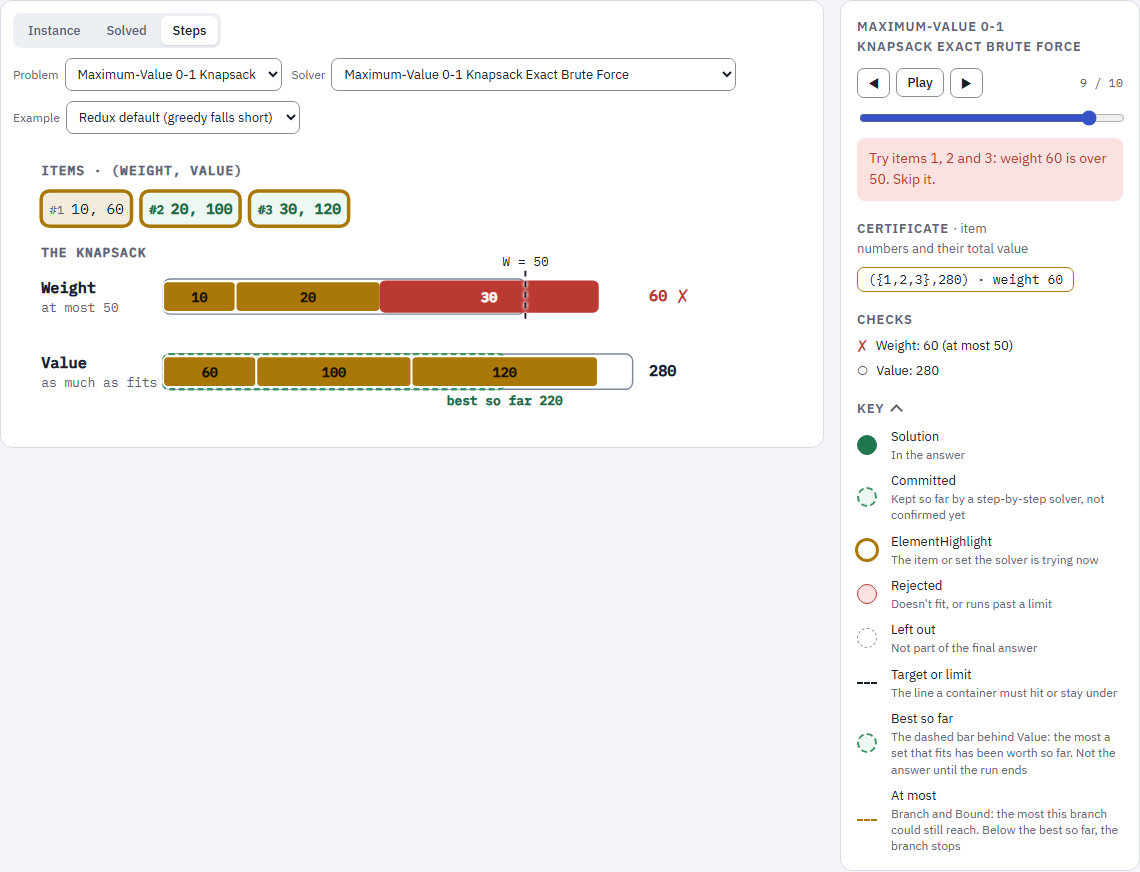 Instance Solved Steps
Problem Maximum-Value 0-1 Knapsack Solver Maximum-Value 0-1 Knapsack Exact Brute Force
Example Redux default (greedy falls short)
ITEMS · (WEIGHT, VALUE)
#1 10, 60 #2 20, 100 #3 30, 120
THE KNAPSACK
W = 50
Weight
at most 50
10 20 30 60 ✗
Value
as much as fits
60 100 120 280
best so far 220
MAXIMUM-VALUE 0-1
KNAPSACK EXACT BRUTE FORCE
◀ Play ▶ 9 / 10
Try items 1, 2 and 3: weight 60 is over
50. Skip it.
CERTIFICATE · item
numbers and their total value
({1,2,3},280) · weight 60
CHECKS
✗ Weight: 60 (at most 50)
○ Value: 280
KEY
Solution
In the answer
Committed
Kept so far by a step-by-step solver, not
confirmed yet
ElementHighlight
The item or set the solver is trying now
Rejected
Doesn't fit, or runs past a limit
Left out
Not part of the final answer
Target or limit
The line a container must hit or stay under
Best so far
The dashed bar behind Value: the most a
set that fits has been worth so far. Not the
answer until the run ends
At most
Branch and Bound: the most this branch
could still reach. Below the best so far, the
branch stops